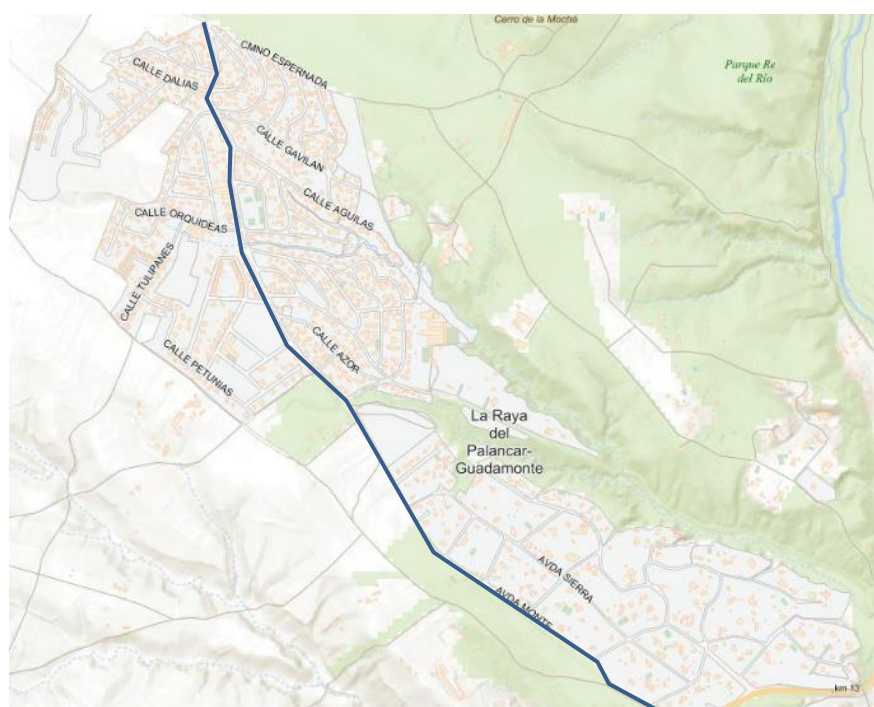 Cerro de la Mocha
CMNO ESPERNADA
CALLE DALIAS
Parque Re
del Río
CALLE GAVILAN
CALLE AGUILAS
CALLE ORQUIDEAS
CALLE TULIPANES
CALLE AZOR
CALLE PETUNIAS
La Raya
del
Palancar-
Guadamonte
AVDA SIERRA
AVDA MONTE
km 13